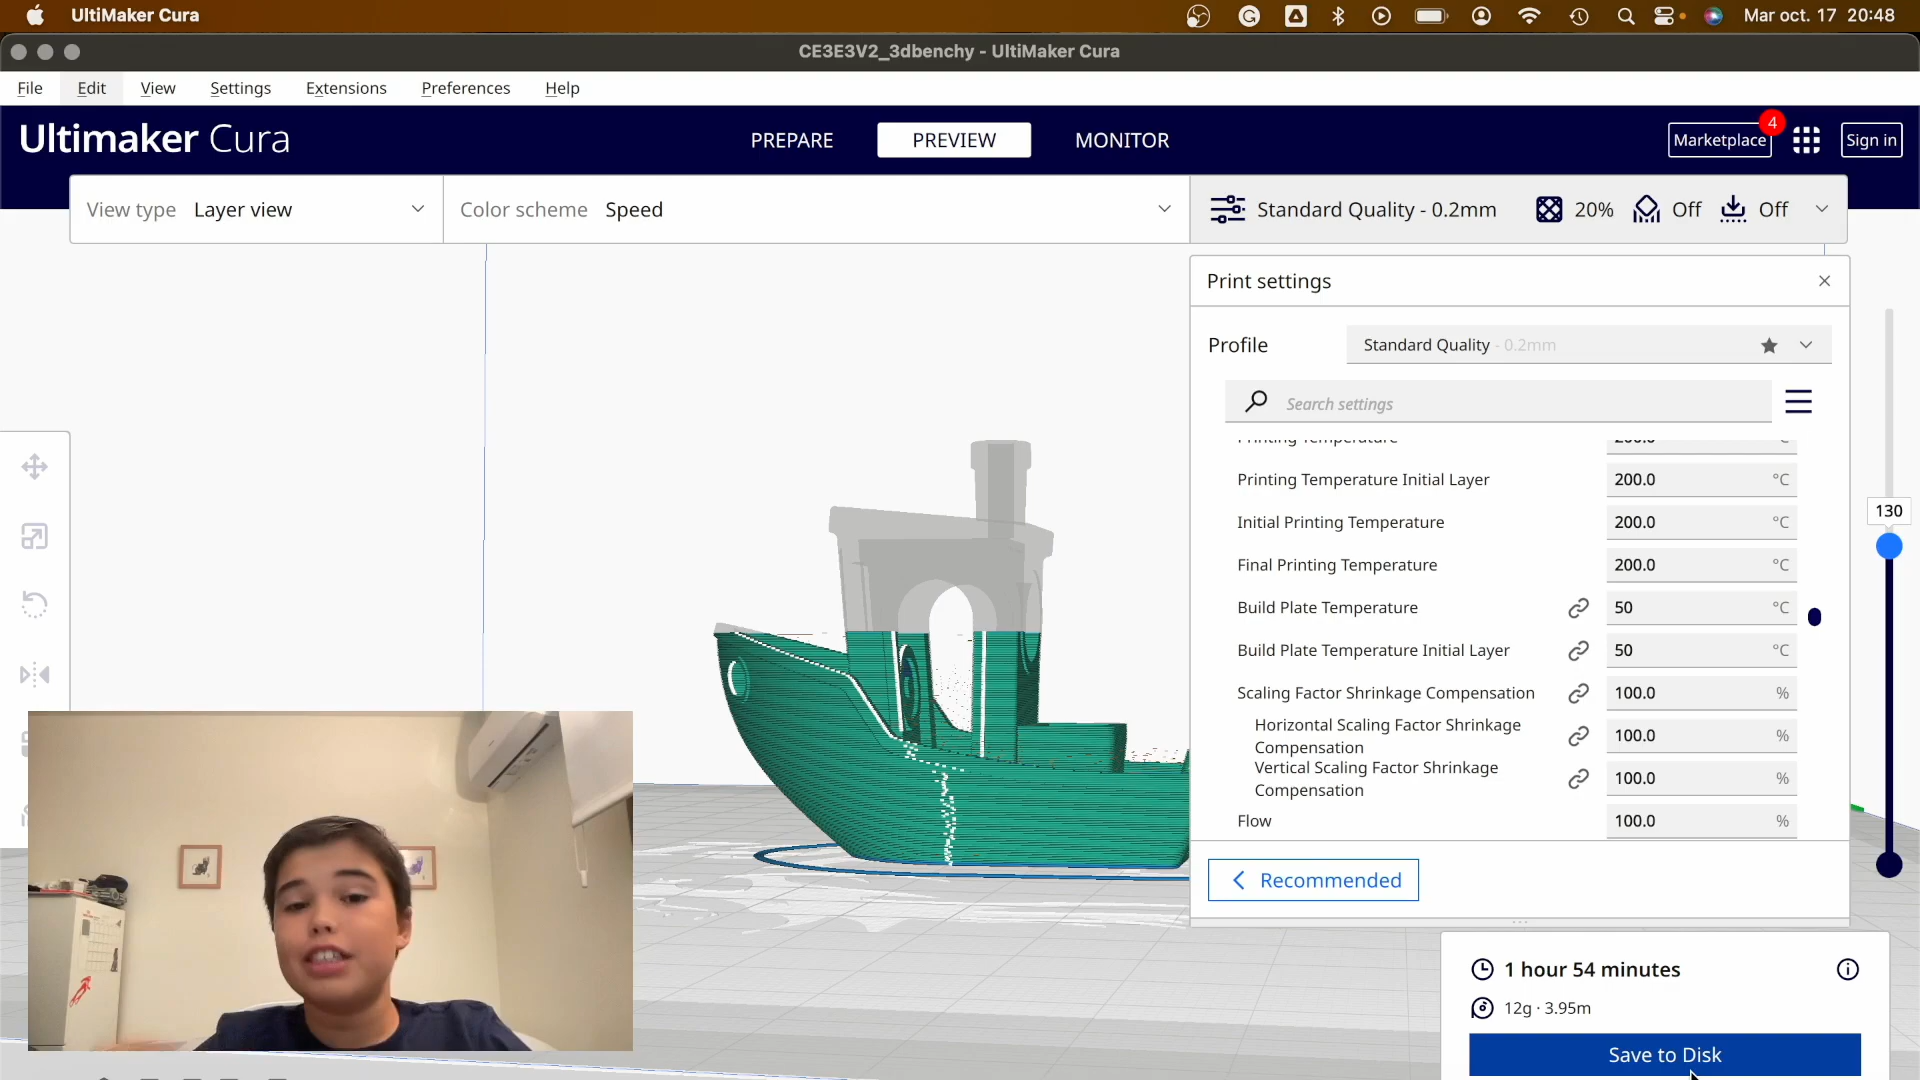 UltiMaker Cura
Mar oct. 17 20:48
CE3E3V2_3dbenchy - UltiMaker Cura
File Edit View Settings Extensions Preferences Help
Ultimaker Cura
PREPARE PREVIEW MONITOR
Marketplace 4 Sign in
View type Layer view Color scheme Speed Standard Quality - 0.2mm 20% Off Off
Print settings
Profile Standard Quality - 0.2mm
Search settings
Printing Temperature 200.0 °C
Printing Temperature Initial Layer 200.0 °C
130
Initial Printing Temperature 200.0 °C
Final Printing Temperature 200.0 °C
Build Plate Temperature 50 °C
Build Plate Temperature Initial Layer 50 °C
Scaling Factor Shrinkage Compensation 100.0 %
Horizontal Scaling Factor Shrinkage
Compensation 100.0 %
Vertical Scaling Factor Shrinkage
Compensation 100.0 %
Flow 100.0 %
Recommended
1 hour 54 minutes
12g · 3.95m
Save to Disk